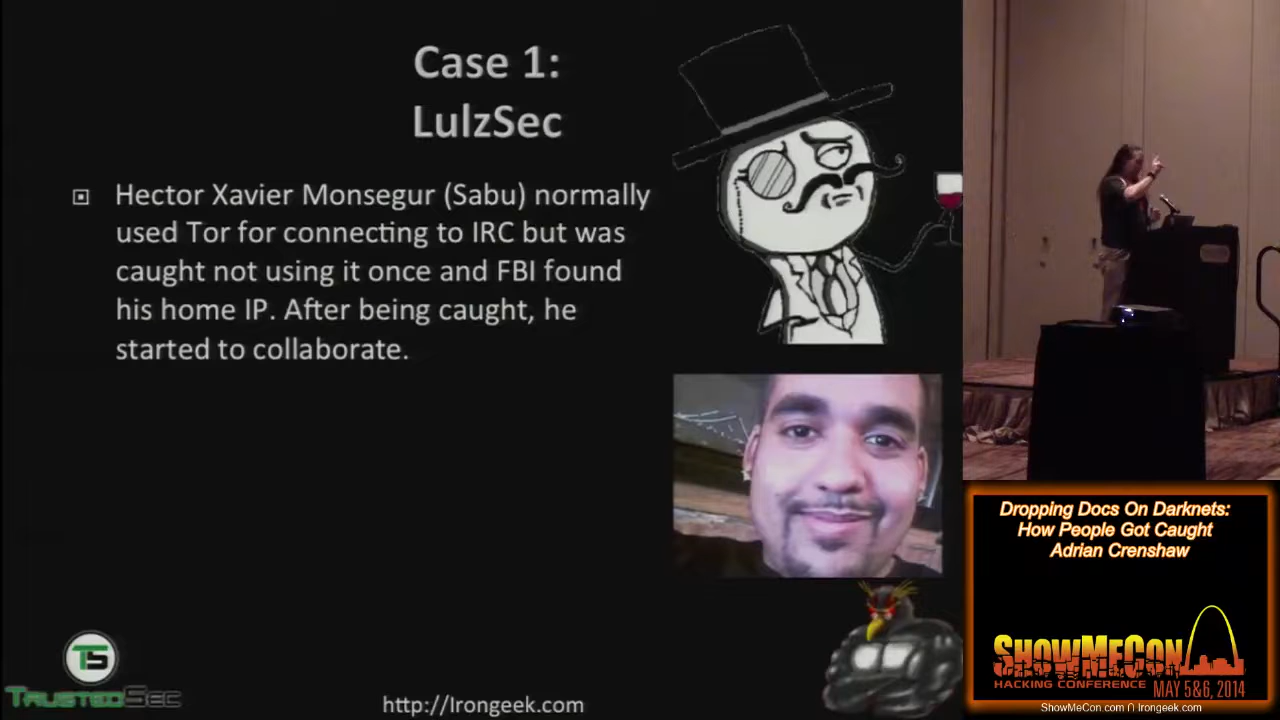 Case 1:
LulzSec
Hector Xavier Monsegur (Sabu) normally
used Tor for connecting to IRC but was
caught not using it once and FBI found
his home IP. After being caught, he
started to collaborate.
TS
TRUSTEDSEC
http://Irongeek.com
Dropping Docs On Darknets:
How People Got Caught
Adrian Crenshaw
SHOWMECON
HACKING CONFERENCE MAY 5&6, 2014
ShowMeCon.com ∩ Irongeek.com